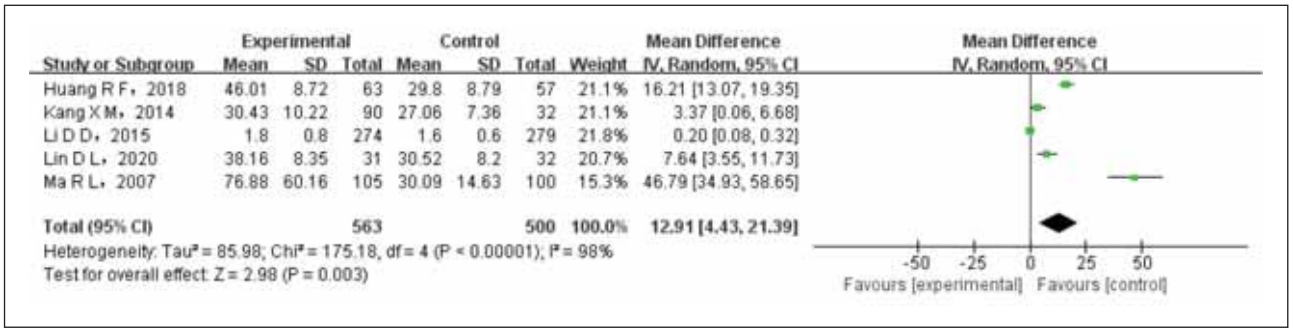 Experimental Control Mean Difference Mean Difference
Study or Subgroup Mean SD Total Mean SD Total Weight IV, Random, 95% CI IV, Random, 95% CI
Huang R F, 2018 46.01 8.72 63 29.8 8.79 57 21.1% 16.21 [13.07, 19.35]
Kang X M, 2014 30.43 10.22 90 27.06 7.36 32 21.1% 3.37 [0.06, 6.68]
Li D D, 2015 1.8 0.8 274 1.6 0.6 279 21.8% 0.20 [0.08, 0.32]
Lin D L, 2020 38.16 8.35 31 30.52 8.2 32 20.7% 7.64 [3.55, 11.73]
Ma R L, 2007 76.88 60.16 105 30.09 14.63 100 15.3% 46.79 [34.93, 58.65]
Total (95% CI) 563 500 100.0% 12.91 [4.43, 21.39]
Heterogeneity: Tau² = 85.98; Chi² = 175.18, df = 4 (P < 0.00001); I² = 98%
Test for overall effect: Z = 2.98 (P = 0.003)
-50 -25 0 25 50
Favours [experimental] Favours [control]